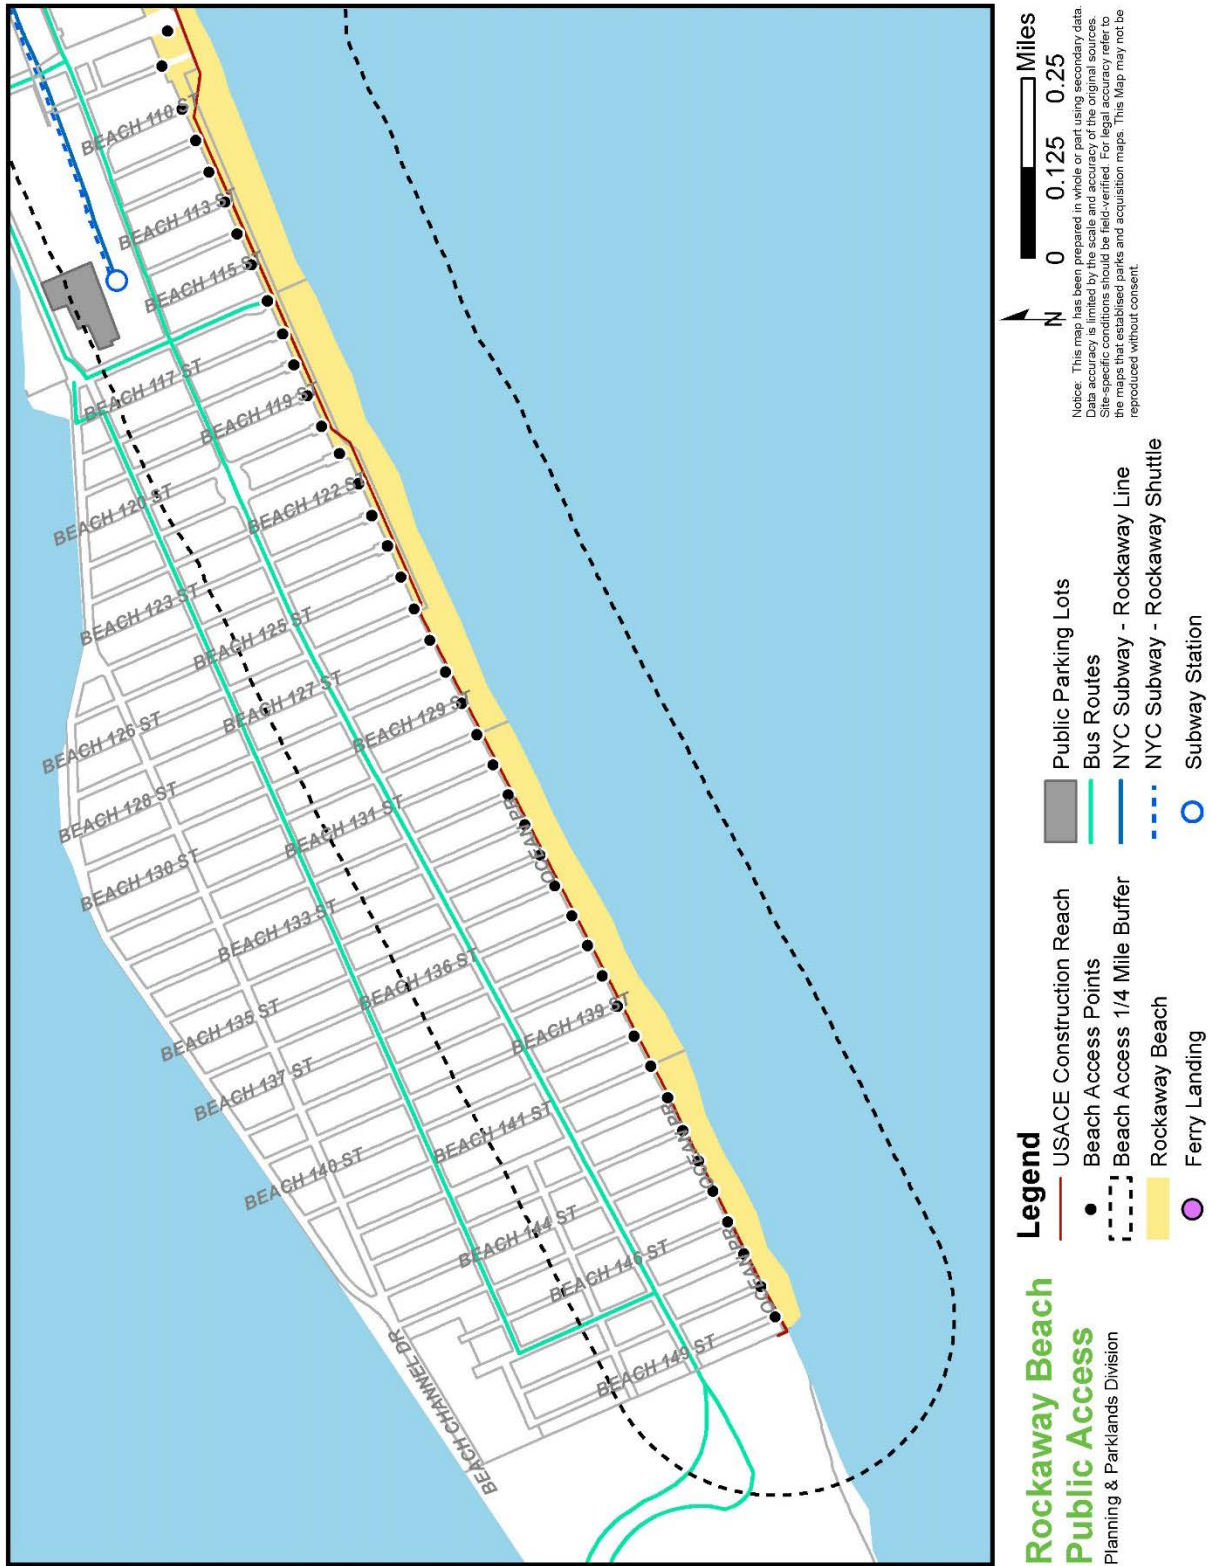 BEACH 110 ST
BEACH 113 ST
BEACH 115 ST
BEACH 117 ST
BEACH 119 ST
BEACH 120 ST
BEACH 122 ST
BEACH 123 ST
BEACH 125 ST
BEACH 126 ST
BEACH 127 ST
BEACH 128 ST
BEACH 129 ST
BEACH 130 ST
BEACH 131 ST
BEACH 133 ST
BEACH 135 ST
BEACH 136 ST
BEACH 137 ST
BEACH 139 ST
BEACH 140 ST
BEACH 141 ST
BEACH 144 ST
BEACH 146 ST
BEACH 149 ST
BEACH CHANNEL DR
OCEAN PR
OCEAN PR
OCEAN PR
OCEAN PR
Rockaway Beach
Public Access
Planning & Parklands Division
Legend
USACE Construction Reach
Beach Access Points
Beach Access 1/4 Mile Buffer
Rockaway Beach
Ferry Landing
Public Parking Lots
Bus Routes
NYC Subway - Rockaway Line
NYC Subway - Rockaway Shuttle
Subway Station
N
0 0.125 0.25
Miles
Notice: This map has been prepared in whole or part using secondary data.
Data accuracy is limited by the scale and accuracy of the original sources.
Site-specific conditions should be field-verified. For legal accuracy refer to
the maps that establised parks and acquisition maps. This Map may not be
reproduced without consent.